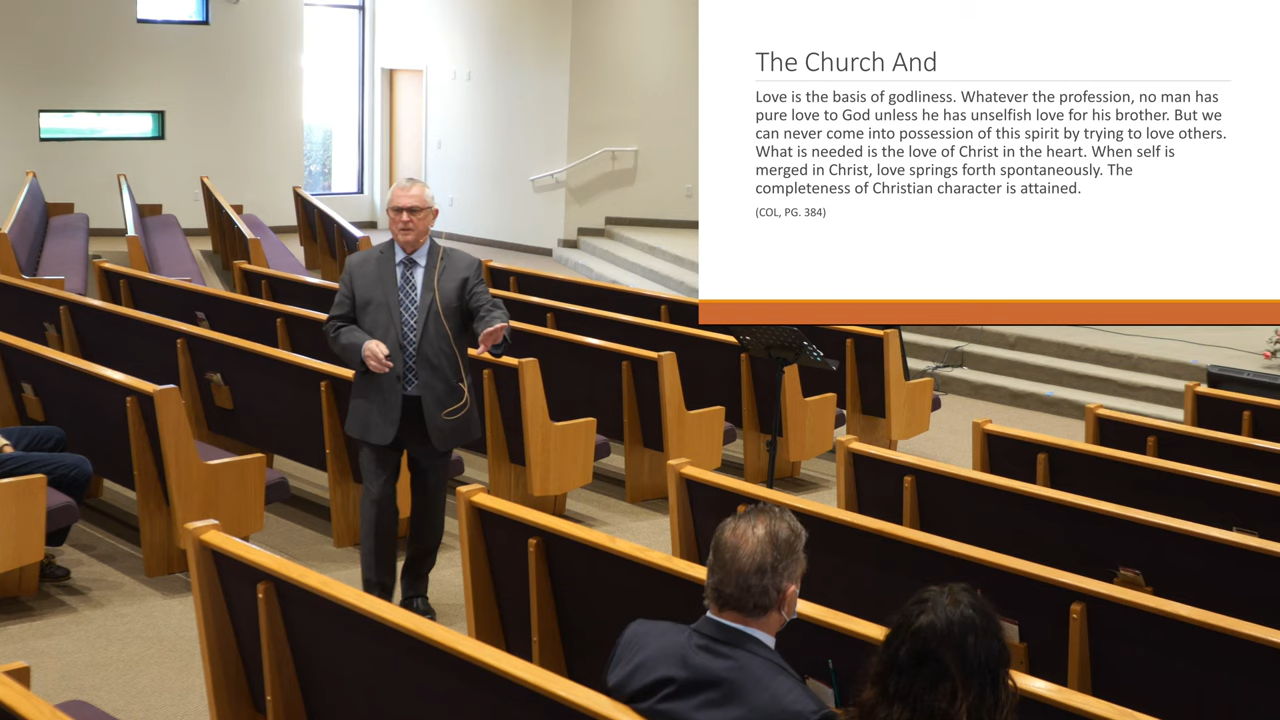 The Church And
Love is the basis of godliness. Whatever the profession, no man has
pure love to God unless he has unselfish love for his brother. But we
can never come into possession of this spirit by trying to love others.
What is needed is the love of Christ in the heart. When self is
merged in Christ, love springs forth spontaneously. The
completeness of Christian character is attained.
(COL, PG. 384)